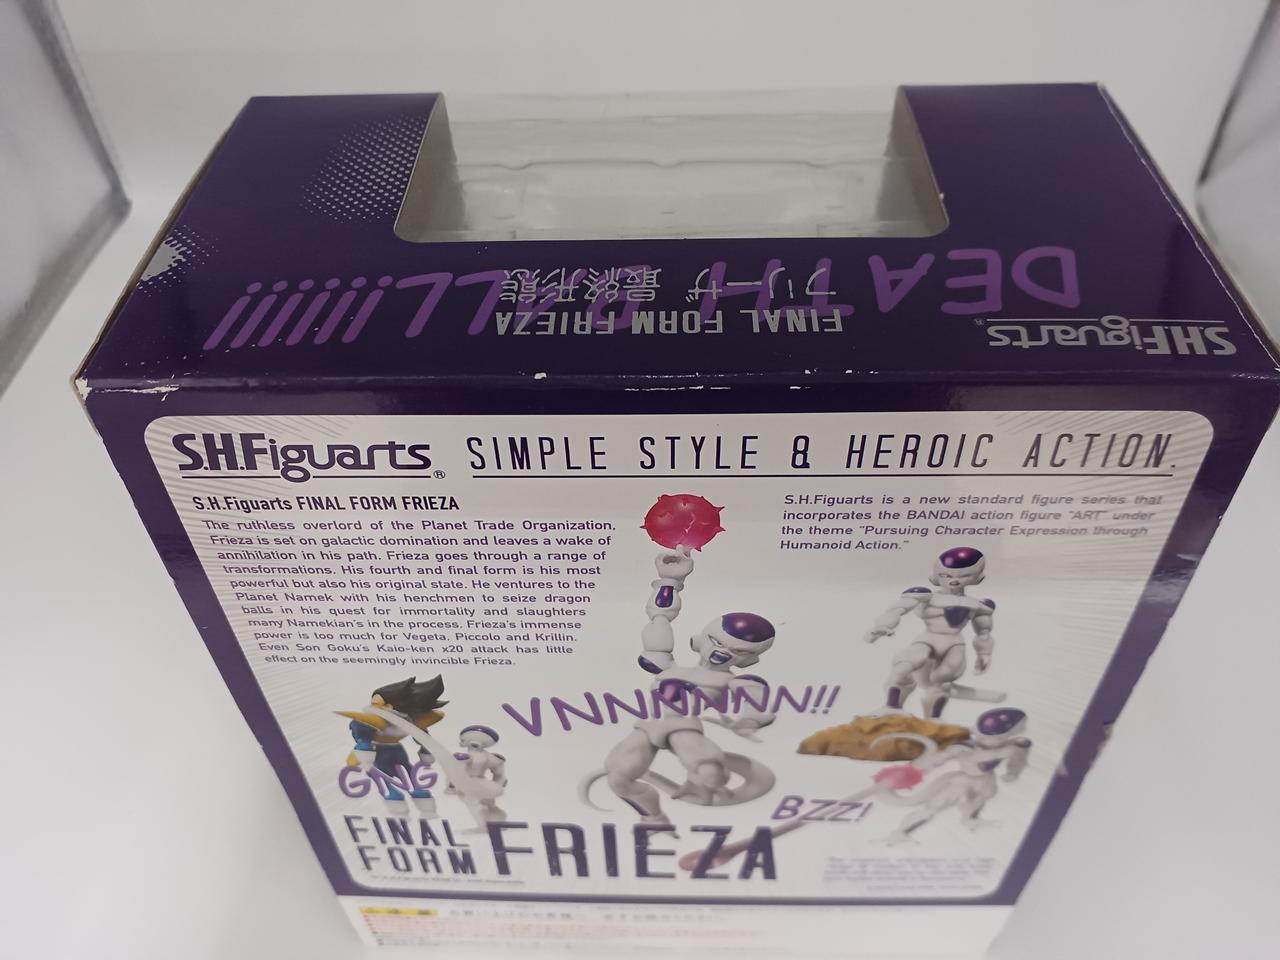 DEATH BALL!!!!!!
フリーザ 最終形態
FINAL FORM FRIEZA
S.H.Figuarts®
S.H.Figuarts® SIMPLE STYLE & HEROIC ACTION.
S.H.Figuarts FINAL FORM FRIEZA
The ruthless overlord of the Planet Trade Organization,
Frieza is set on galactic domination and leaves a wake of
annihilation in his path. Frieza goes through a range of
transformations. His fourth and final form is his most
powerful but also his original state. He ventures to the
Planet Namek with his henchmen to seize dragon
balls in his quest for immortality and slaughters
many Namekian's in the process. Frieza's immense
power is too much for Vegeta, Piccolo and Krillin.
Even Son Goku's Kaio-ken x20 attack has little
effect on the seemingly invincible Frieza.
S.H.Figuarts is a new standard figure series that
incorporates the BANDAI action figure "ART" under
the theme "Pursuing Character Expression through
Humanoid Action."
VNNNNNNN!!
GING
BZZ!
FINAL
FORM FRIEZA